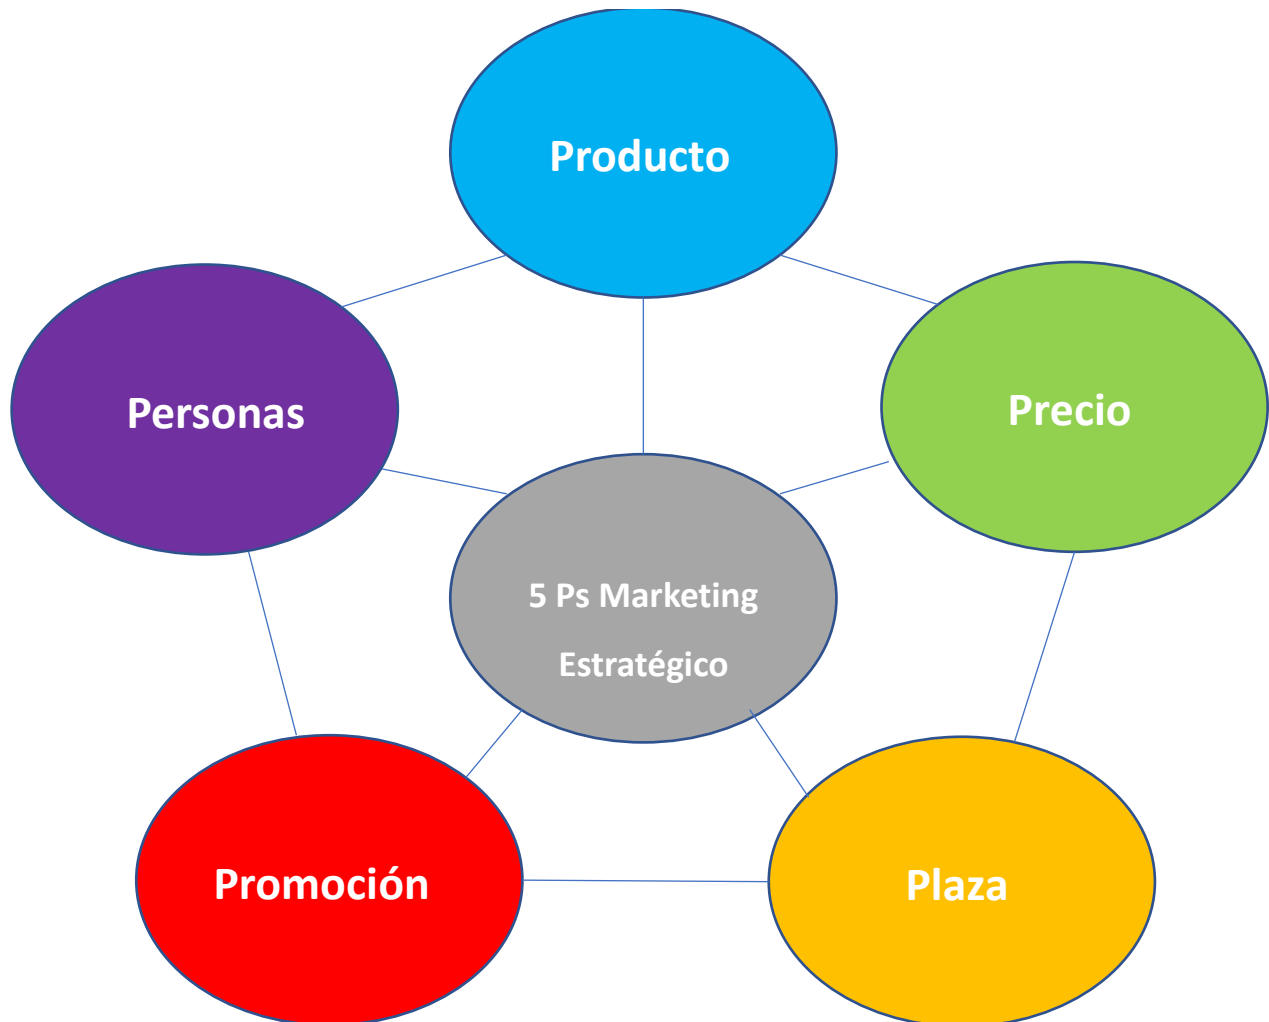 Producto
Personas
Precio
5 Ps Marketing
Estratégico
Promoción
Plaza